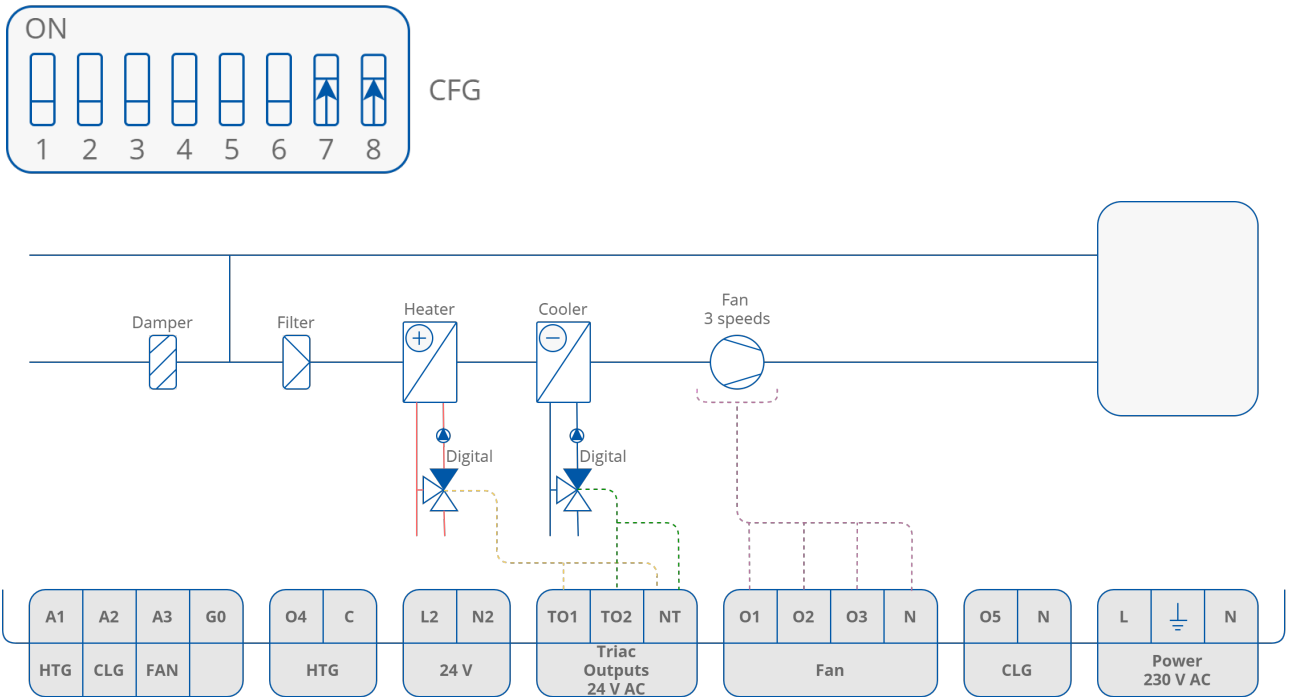 ON
1 2 3 4 5 6 7 8
CFG
Damper
Filter
Heater
Cooler
Fan
3 speeds
Digital
Digital
A1 A2 A3 G0
O4 C
L2 N2
TO1 TO2 NT
O1 O2 O3 N
O5 N
L N
HTG CLG FAN
HTG
24 V
Triac
Outputs
24 V AC
Fan
CLG
Power
230 V AC